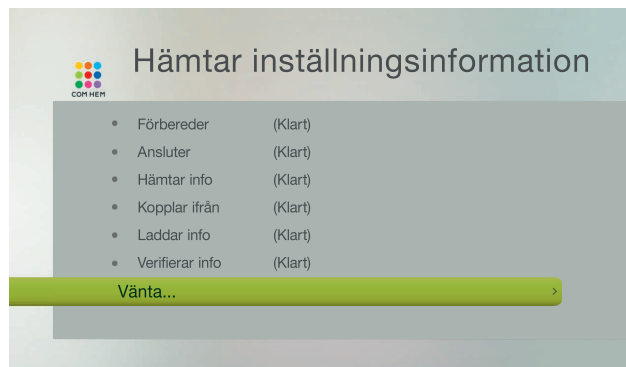 Hämtar inställningsinformation
COM HEM
• Förbereder (Klart)
• Ansluter (Klart)
• Hämtar info (Klart)
• Kopplar ifrån (Klart)
• Laddar info (Klart)
• Verifierar info (Klart)
Vänta... >